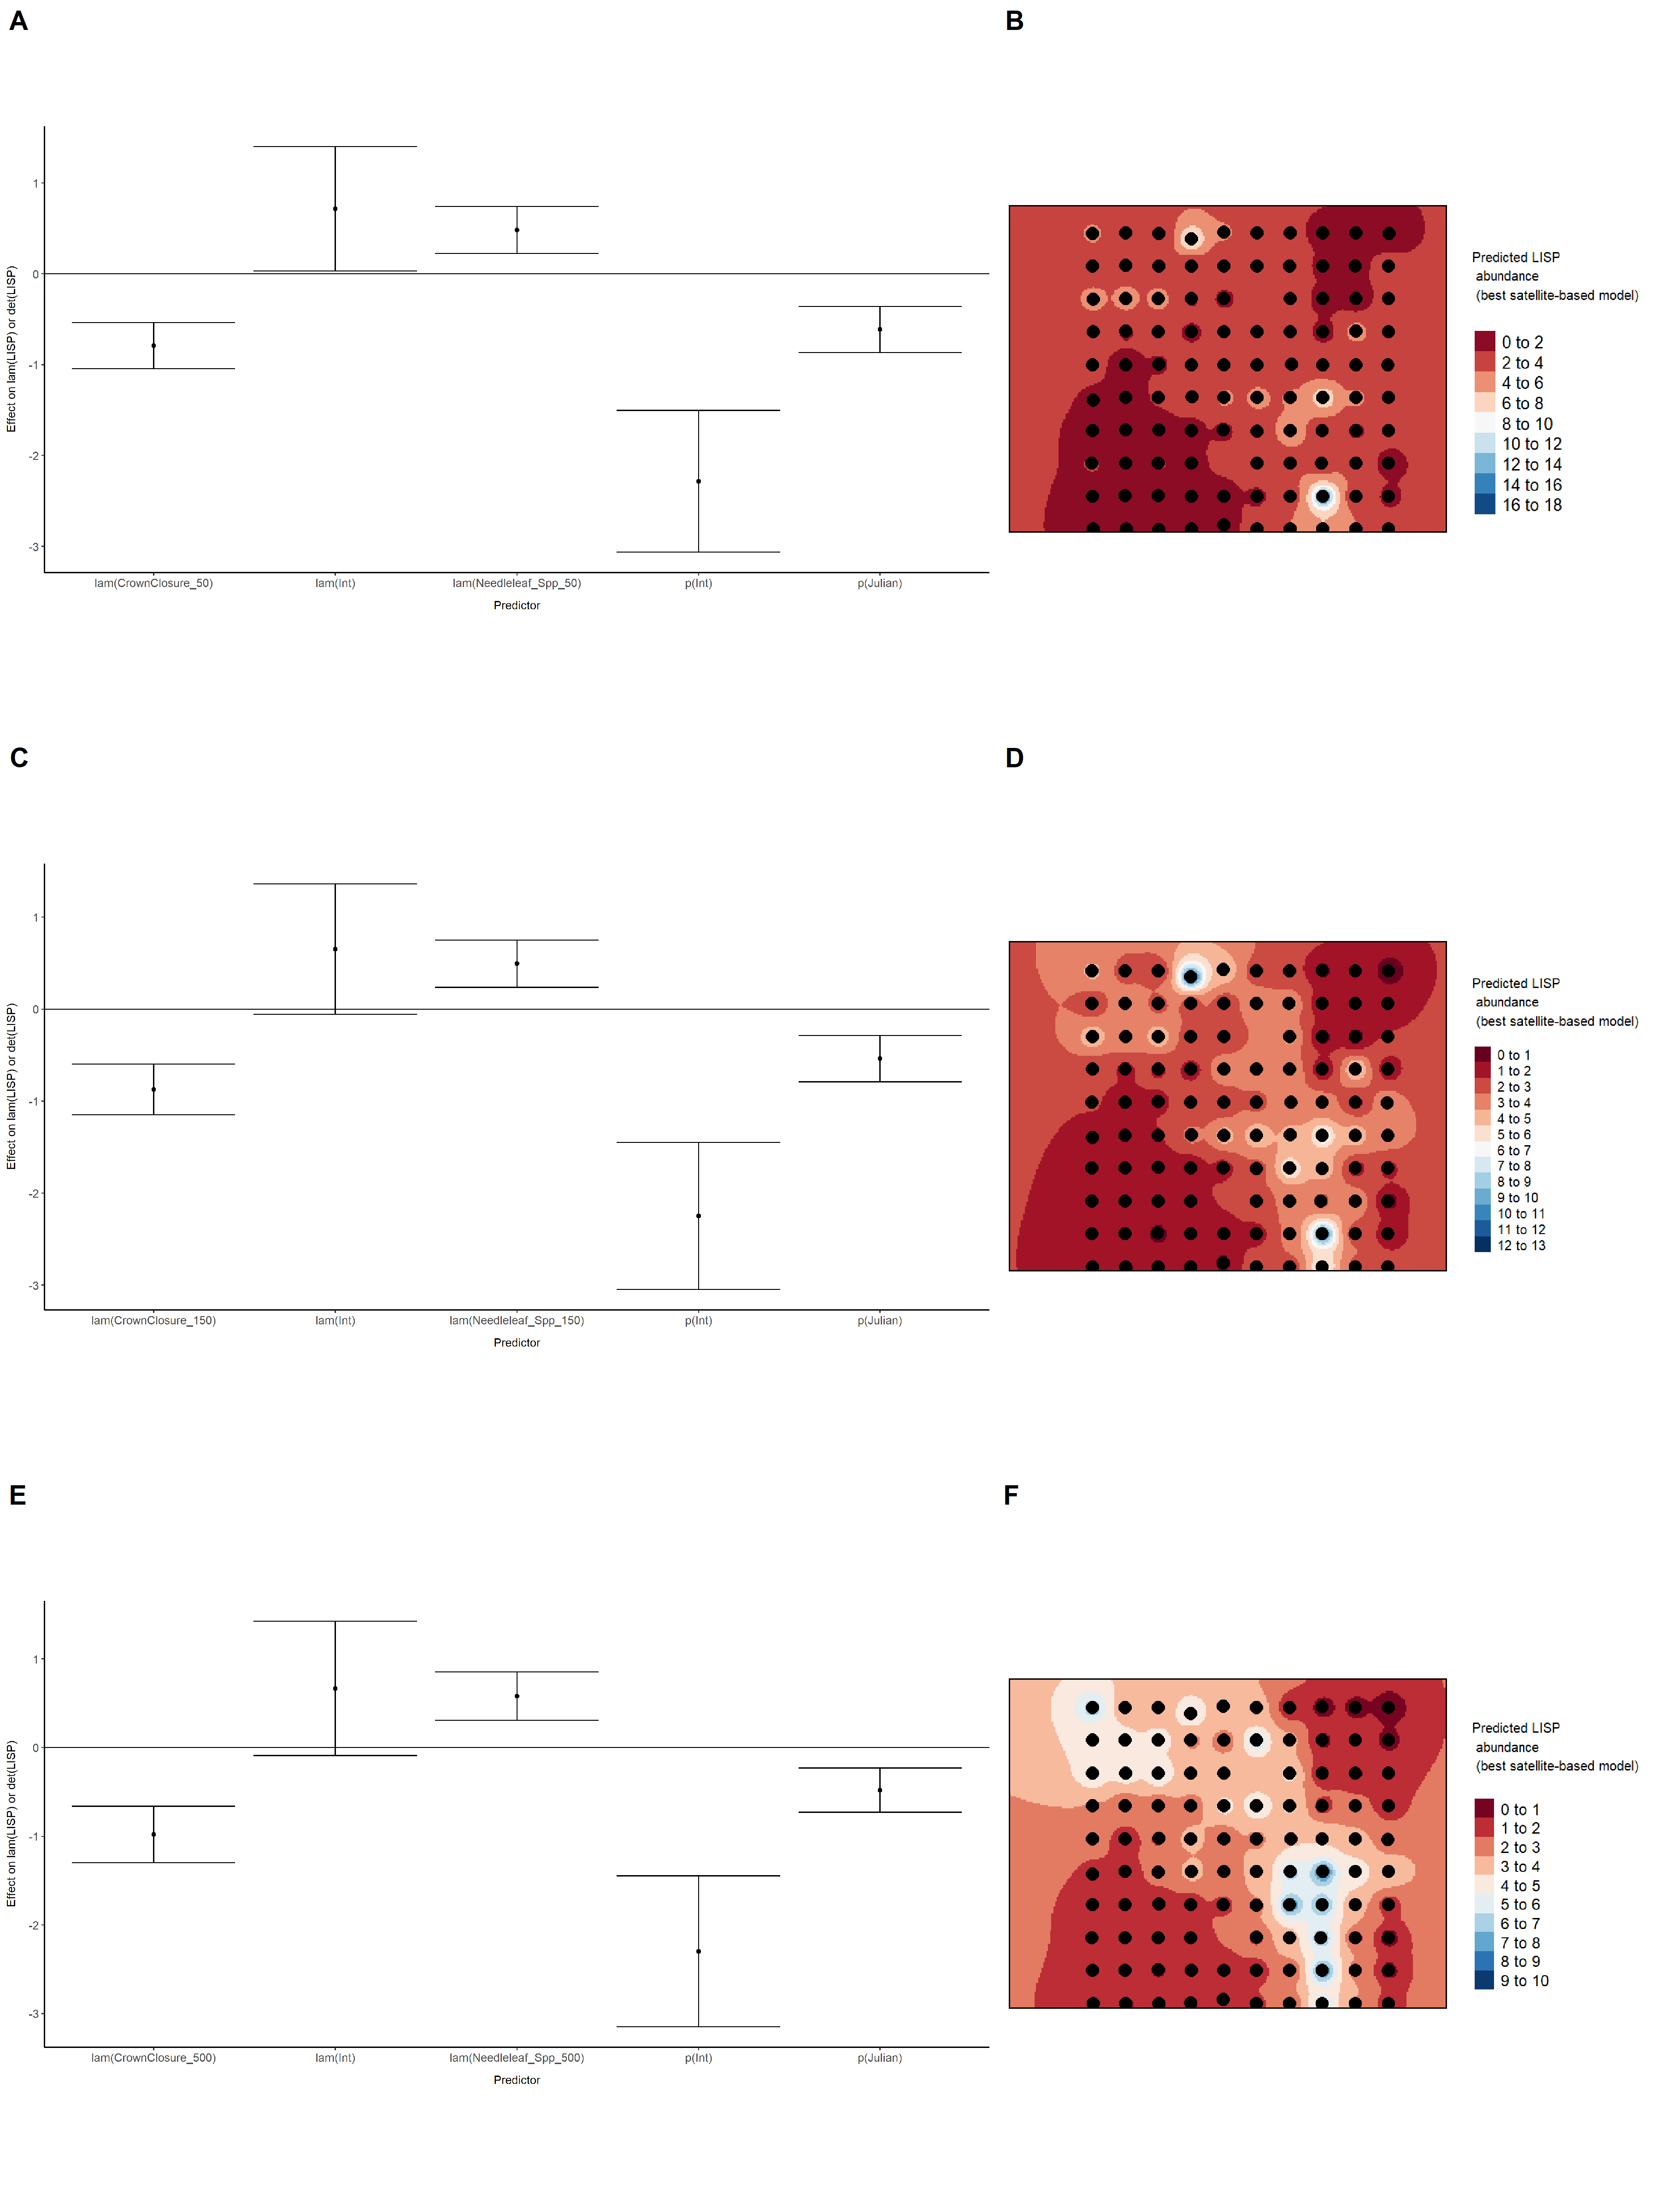 A
B
Effect on lam(LISP) or det(LISP)
1
0
-1
-2
-3
lam(CrownClosure_50)
lam(Int)
lam(Needleleaf_Spp_50)
p(Int)
p(Julian)
Predictor
Predicted LISP
abundance
(best satellite-based model)
0 to 2
2 to 4
4 to 6
6 to 8
8 to 10
10 to 12
12 to 14
14 to 16
16 to 18
C
D
Effect on lam(LISP) or det(LISP)
1
0
-1
-2
-3
lam(CrownClosure_150)
lam(Int)
lam(Needleleaf_Spp_150)
p(Int)
p(Julian)
Predictor
Predicted LISP
abundance
(best satellite-based model)
0 to 1
1 to 2
2 to 3
3 to 4
4 to 5
5 to 6
6 to 7
7 to 8
8 to 9
9 to 10
10 to 11
11 to 12
12 to 13
E
F
Effect on lam(LISP) or det(LISP)
1
0
-1
-2
-3
lam(CrownClosure_500)
lam(Int)
lam(Needleleaf_Spp_500)
p(Int)
p(Julian)
Predictor
Predicted LISP
abundance
(best satellite-based model)
0 to 1
1 to 2
2 to 3
3 to 4
4 to 5
5 to 6
6 to 7
7 to 8
8 to 9
9 to 10